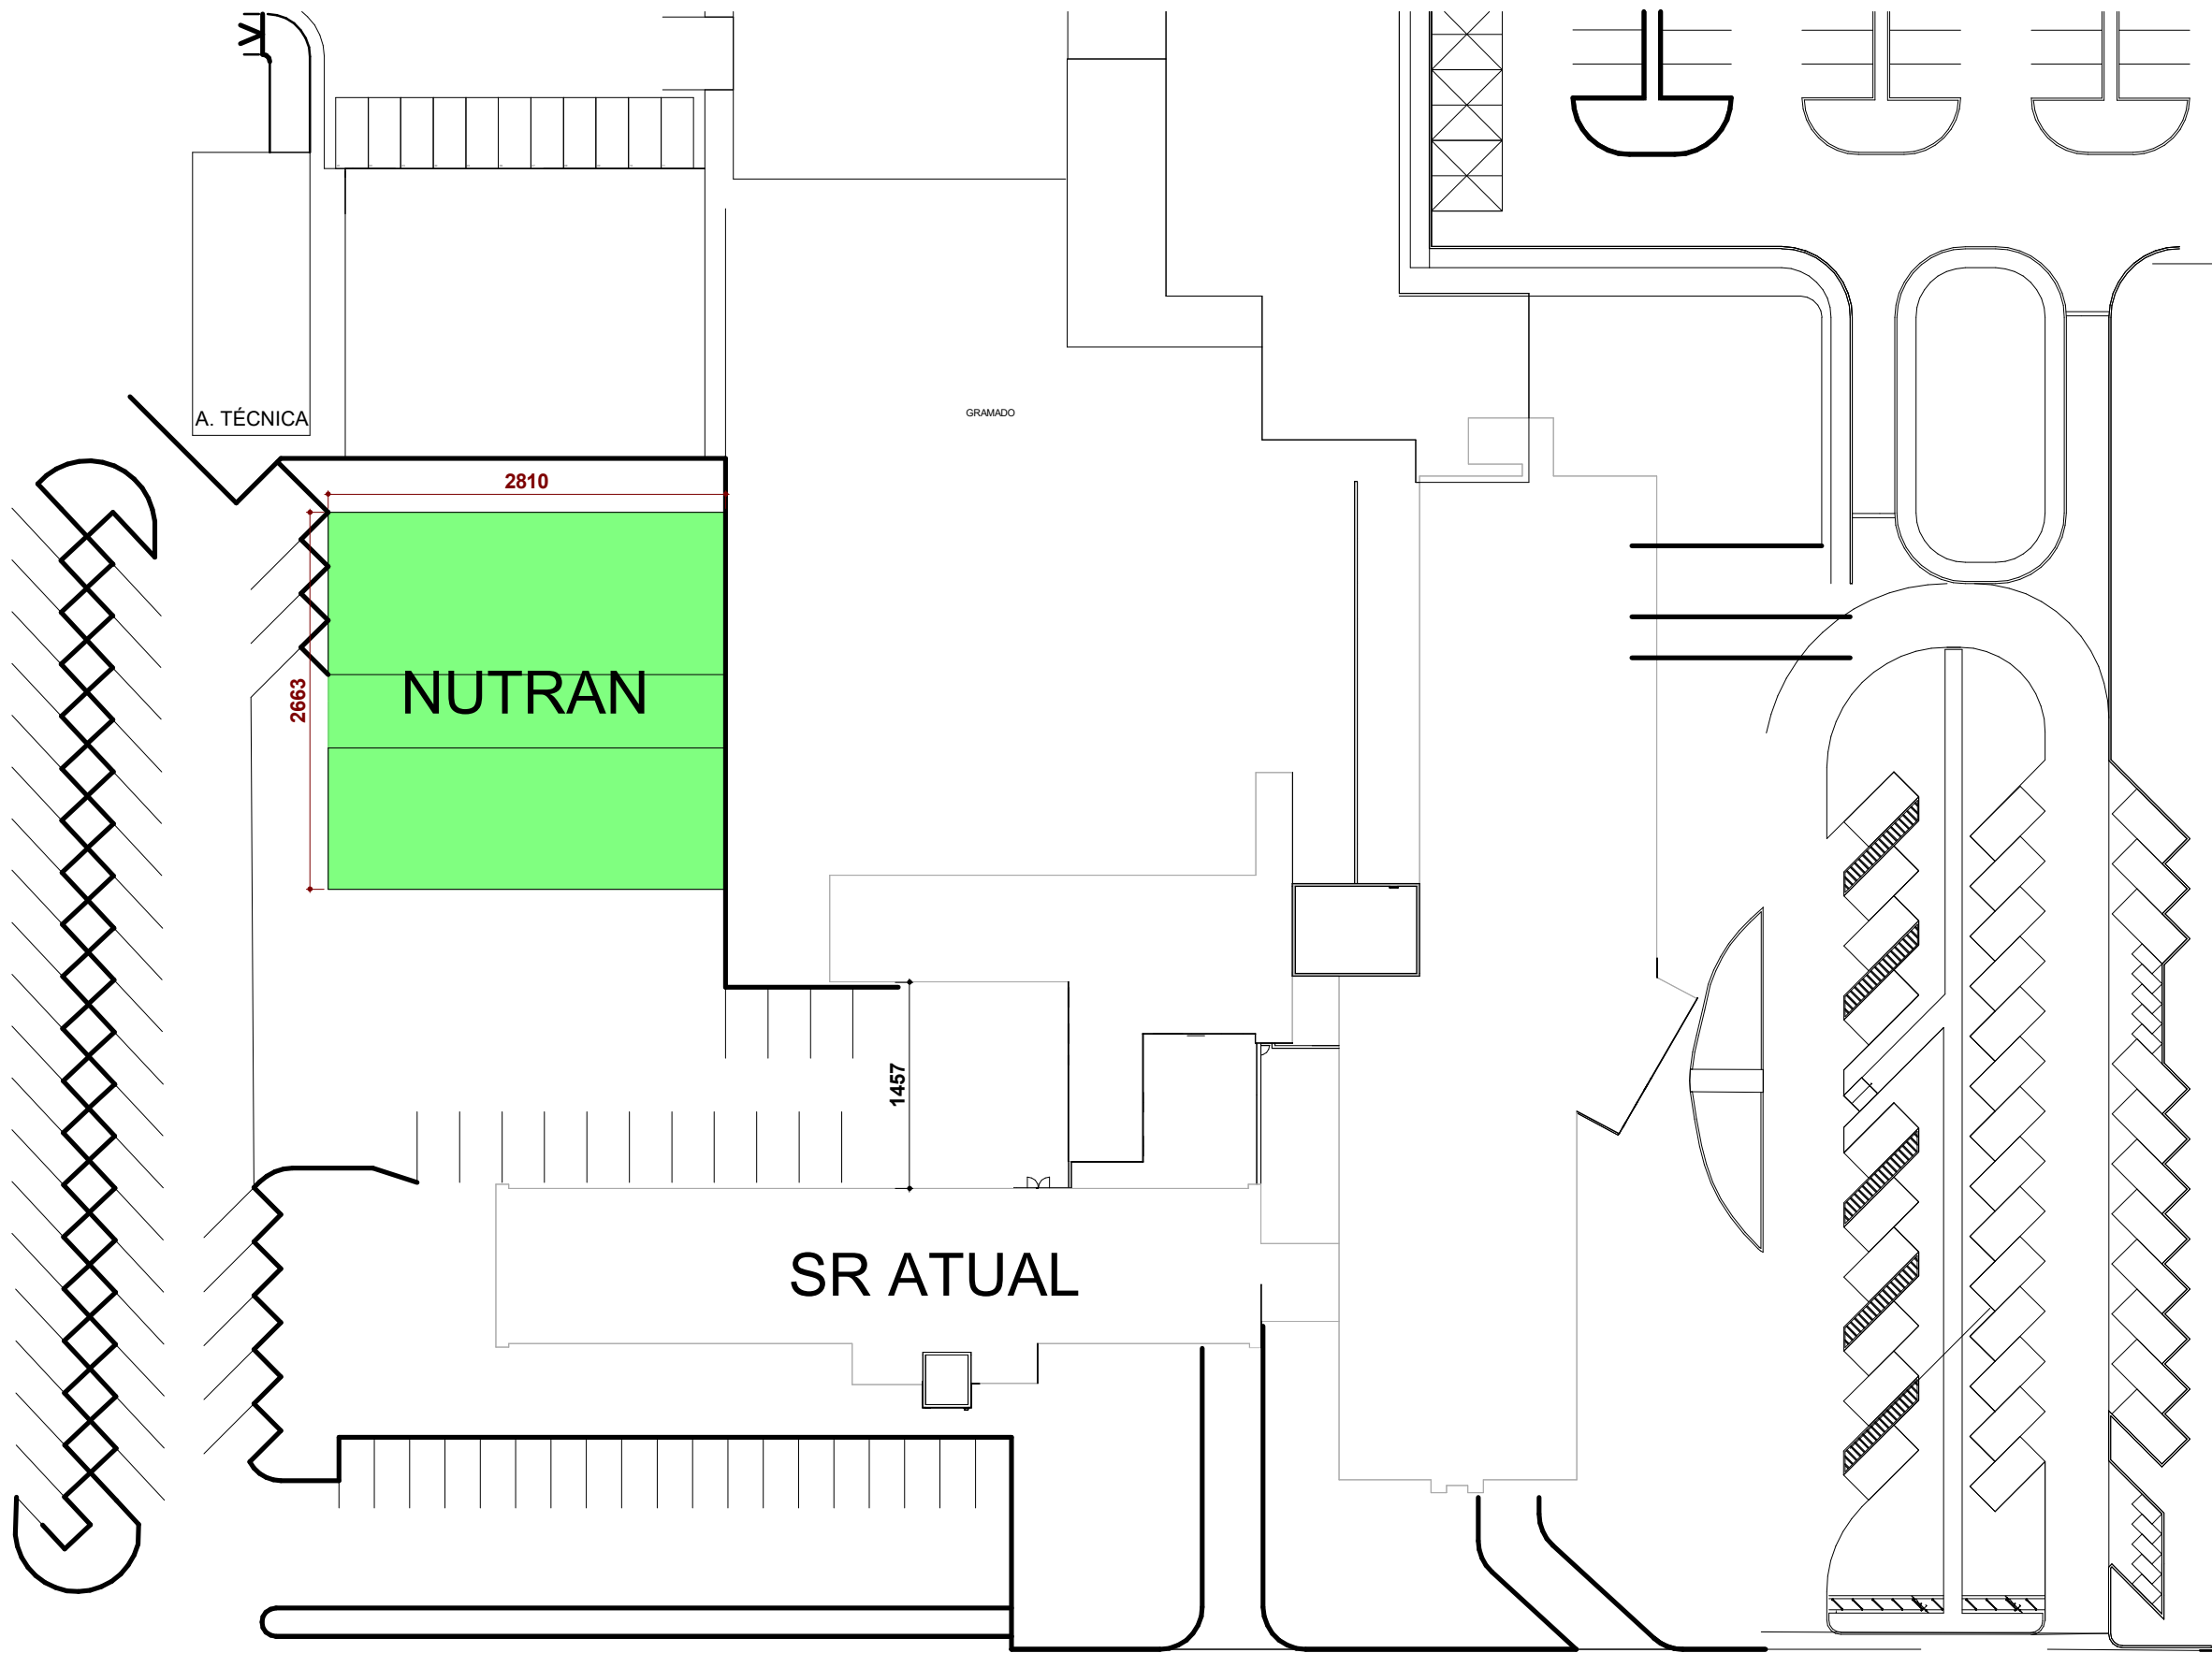 GRAMADO
A. TÉCNICA
2810
NUTRAN
2663
1457
SR ATUAL